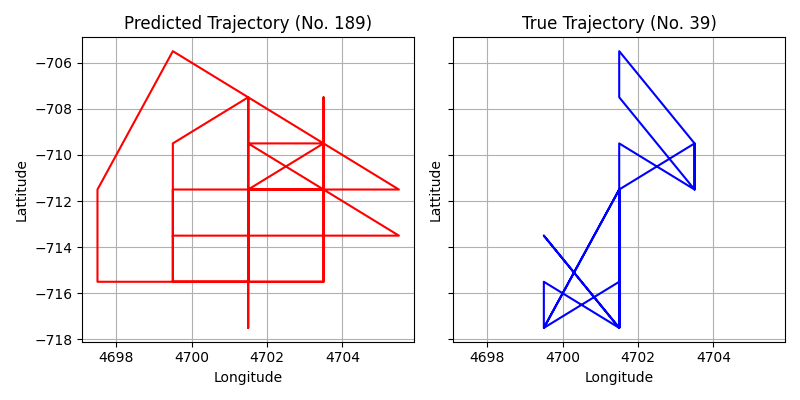 Predicted Trajectory (No. 189)
True Trajectory (No. 39)
−706
−708
−710
−712
−714
−716
−718
Lattitude
Lattitude
4698 4700 4702 4704
4698 4700 4702 4704
Longitude
Longitude